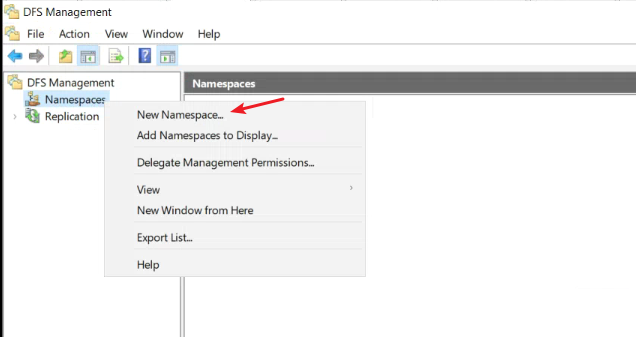 DFS Management
File Action View Window Help
DFS Management
Namespaces
Namespaces
Replication
New Namespace...
Add Namespaces to Display...
Delegate Management Permissions...
View
New Window from Here
Export List...
Help